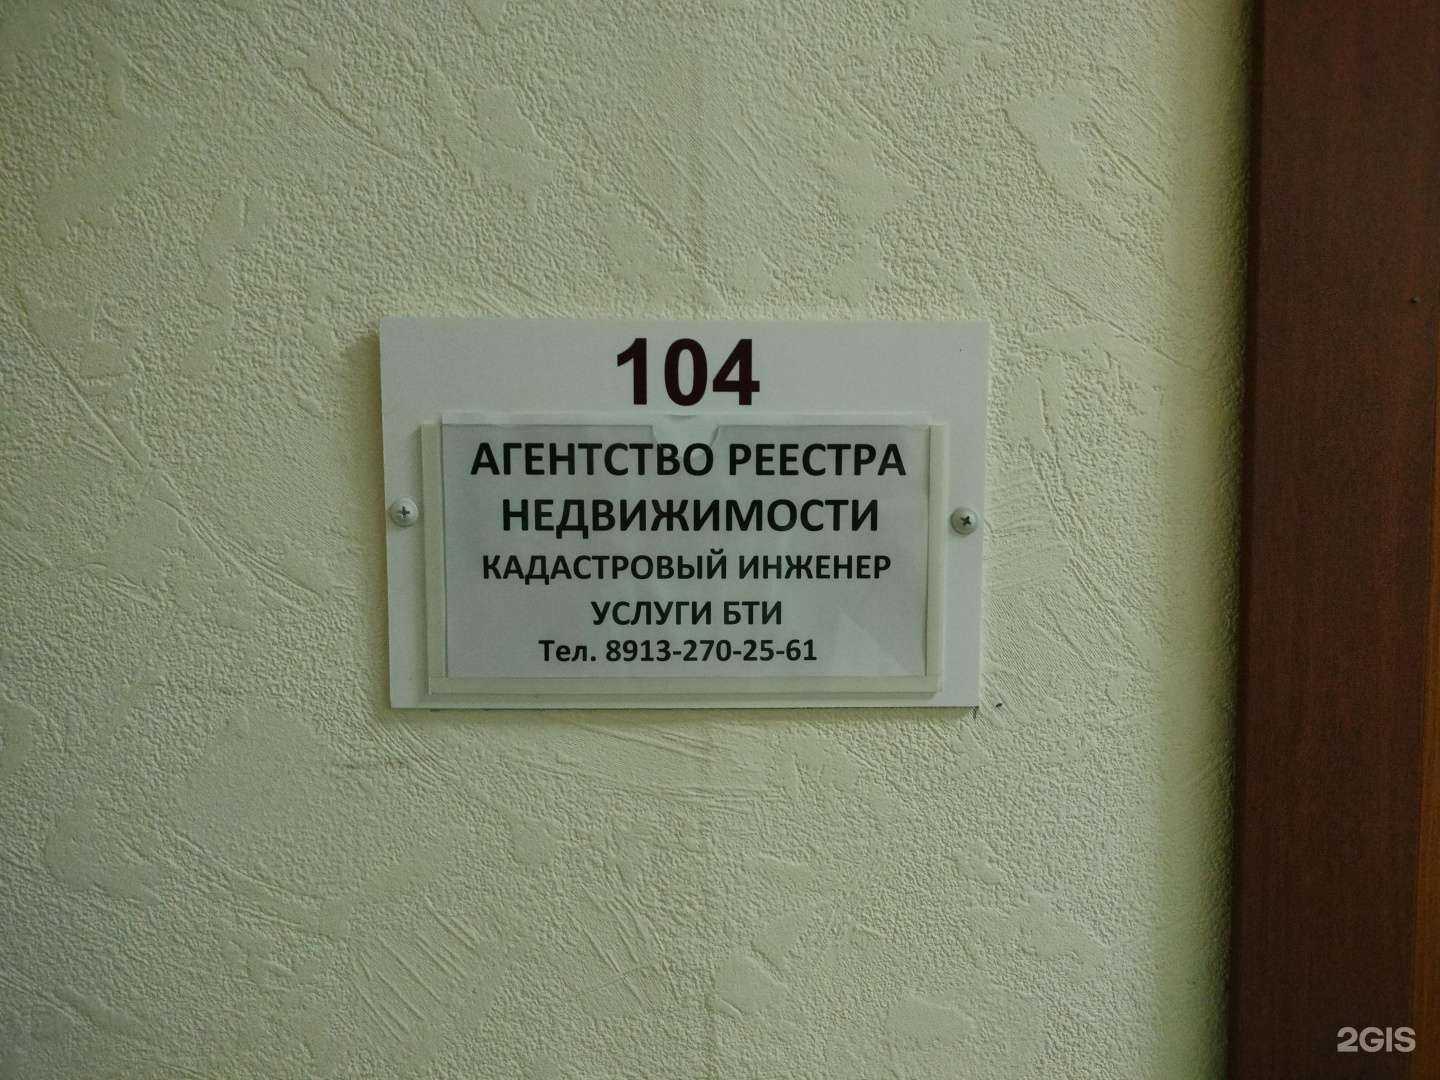 104
АГЕНТСТВО РЕЕСТРА
НЕДВИЖИМОСТИ
КАДАСТРОВЫЙ ИНЖЕНЕР
УСЛУГИ БТИ
Тел. 8913-270-25-61
2GIS